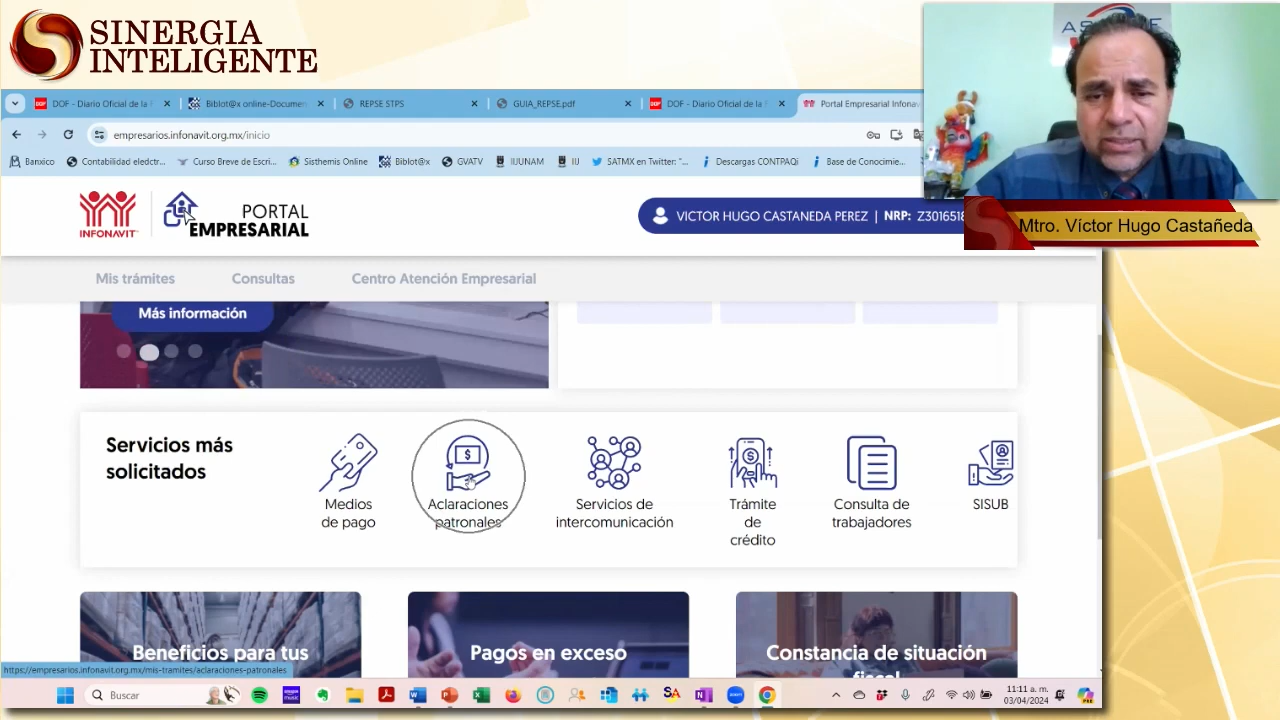 SINERGIA
INTELIGENTE
DOF - Diario Oficial de la F
Biblot@x online-Documen
REPSE STPS
GUIA_REPSE.pdf
DOF - Diario Oficial de la F
Portal Empresarial Infona
empresarios.infonavit.org.mx/inicio
Banxico
Contabilidad eledctr...
Curso Breve de Escri...
Sisthemis Online
Biblot@x
GVATV
IIJUNAM
IIJ
SATMX en Twitter: "...
Descargas CONTPAQi
Base de Conocimie...
INFONAVIT
PORTAL
EMPRESARIAL
VICTOR HUGO CASTANEDA PEREZ | NRP: Z3016518
Mtro. Víctor Hugo Castañeda
Mis trámites
Consultas
Centro Atención Empresarial
Más información
Servicios más
solicitados
Medios
de pago
Aclaraciones
patronales
Servicios de
intercomunicación
Trámite
de
crédito
Consulta de
trabajadores
SISUB
Beneficios para tus
Pagos en exceso
Constancia de situación
fiscal
https://empresarios.infonavit.org.mx/mis-tramites/aclaraciones-patronales
Buscar
11:11 a. m.
03/04/2024